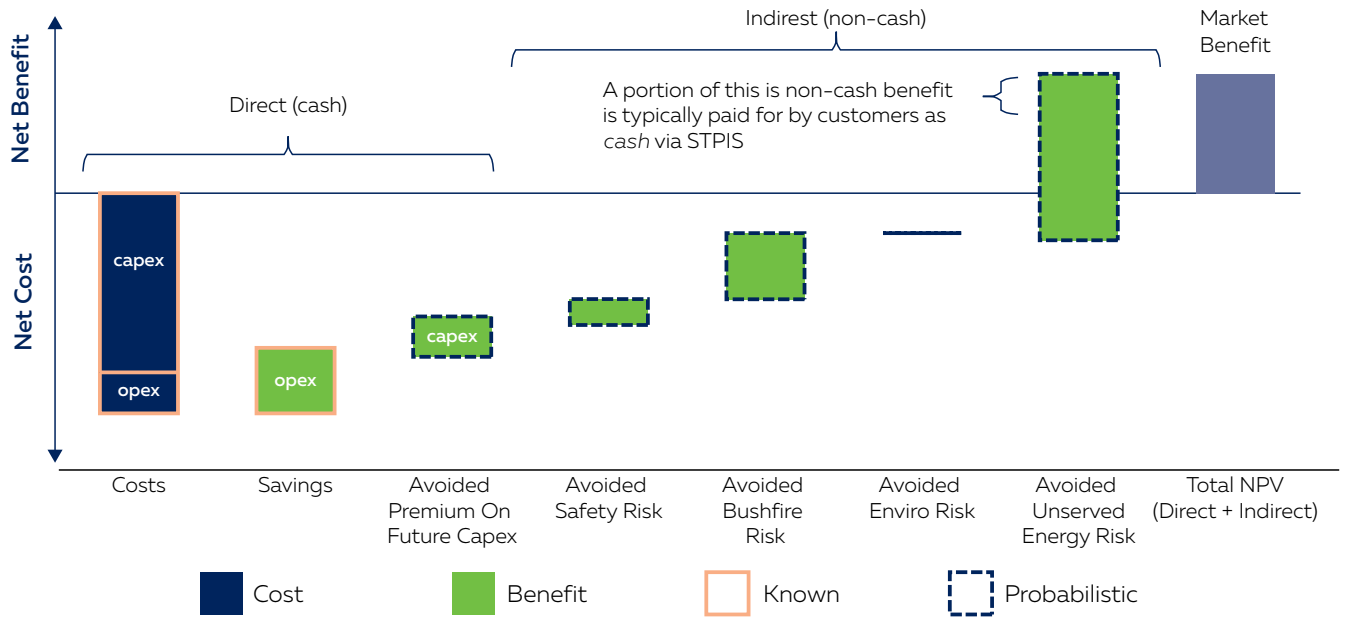 Indirest (non-cash)
Market
Benefit
Net Benefit
A portion of this is non-cash benefit
is typically paid for by customers as
cash via STPIS
Direct (cash)
Net Cost
capex
opex
opex
capex
Costs
Savings
Avoided
Premium On
Future Capex
Avoided
Safety Risk
Avoided
Bushfire
Risk
Avoided
Enviro Risk
Avoided
Unserved
Energy Risk
Total NPV
(Direct + Indirect)
Cost
Benefit
Known
Probabilistic